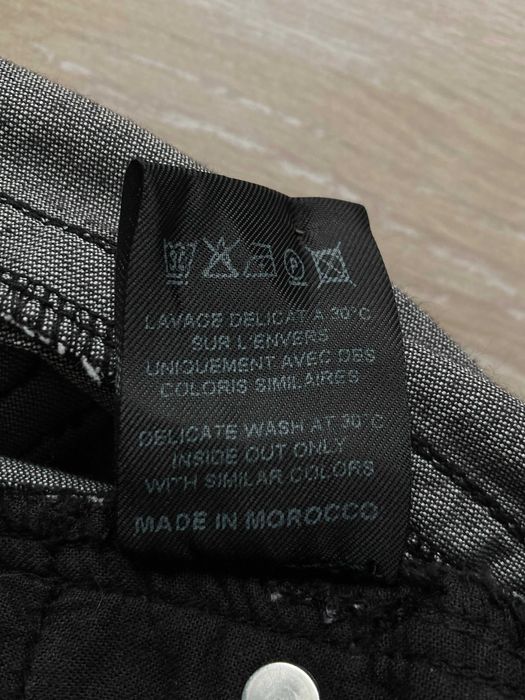 30
P
LAVAGE DELICAT A 30°C
SUR L'ENVERS
UNIQUEMENT AVEC DES
COLORIS SIMILAIRES
DELICATE WASH AT 30°C
INSIDE OUT ONLY
WITH SIMILAR COLORS
MADE IN MOROCCO